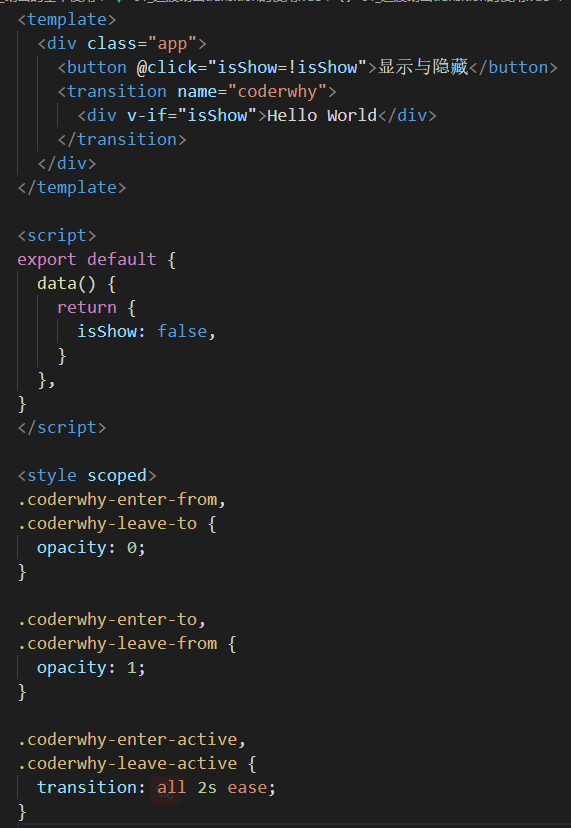 <template>
  <div class="app">
    <button @click="isShow=!isShow">显示与隐藏</button>
    <transition name="coderwhy">
      <div v-if="isShow">Hello World</div>
    </transition>
  </div>
</template>

<script>
export default {
  data() {
    return {
      isShow: false,
    }
  },
}
</script>

<style scoped>
.coderwhy-enter-from,
.coderwhy-leave-to {
  opacity: 0;
}

.coderwhy-enter-to,
.coderwhy-leave-from {
  opacity: 1;
}

.coderwhy-enter-active,
.coderwhy-leave-active {
  transition: all 2s ease;
}